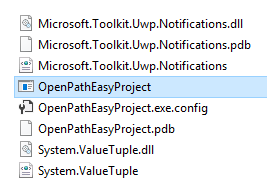 Microsoft.Toolkit.Uwp.Notifications.dll
Microsoft.Toolkit.Uwp.Notifications.pdb
Microsoft.Toolkit.Uwp.Notifications
OpenPathEasyProject
OpenPathEasyProject.exe.config
OpenPathEasyProject.pdb
System.ValueTuple.dll
System.ValueTuple